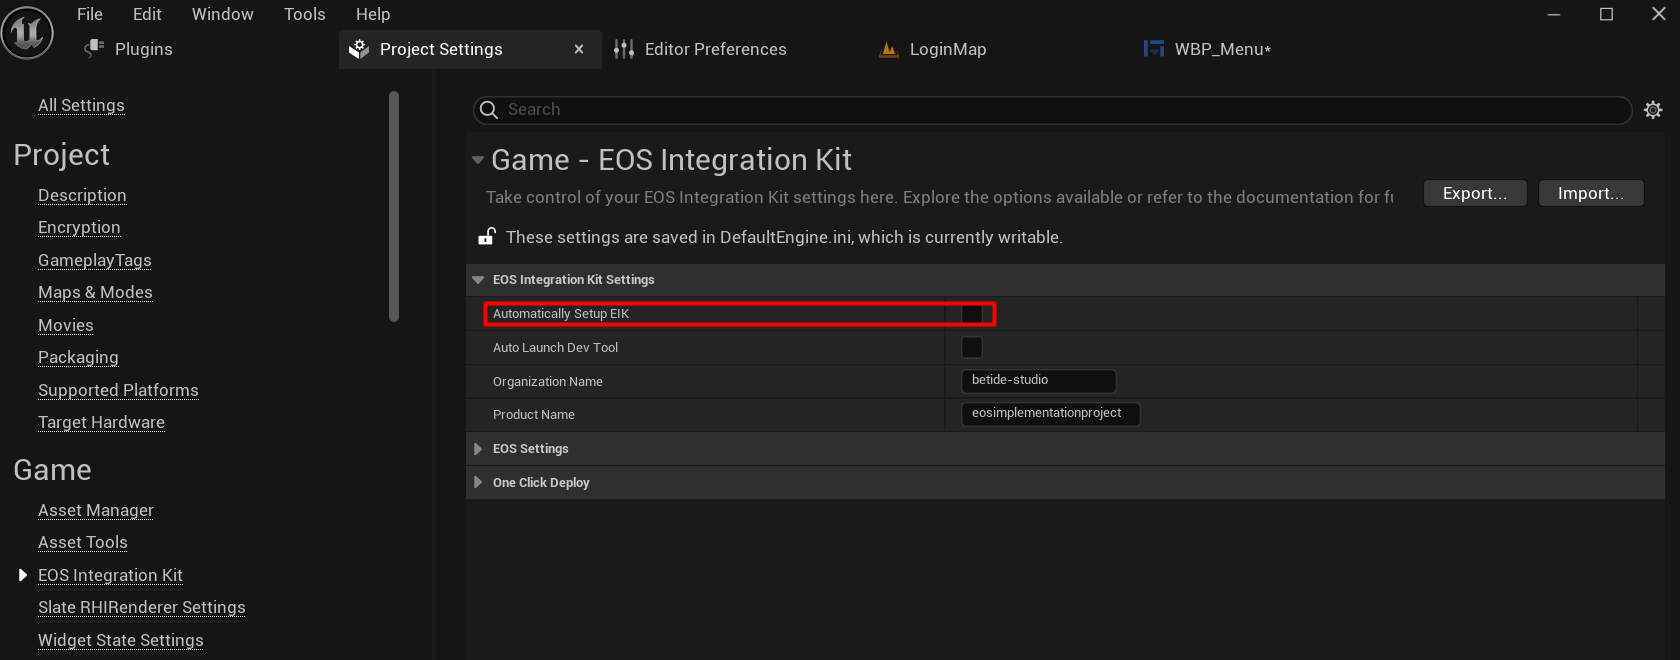 File Edit Window Tools Help
Plugins Project Settings Editor Preferences LoginMap WBP_Menu*
All Settings
Project
Description
Encryption
GameplayTags
Maps & Modes
Movies
Packaging
Supported Platforms
Target Hardware
Game
Asset Manager
Asset Tools
EOS Integration Kit
Slate RHIRenderer Settings
Widget State Settings
Search
Game - EOS Integration Kit
Take control of your EOS Integration Kit settings here. Explore the options available or refer to the documentation for fu
Export... Import...
These settings are saved in DefaultEngine.ini, which is currently writable.
EOS Integration Kit Settings
Automatically Setup EIK
Auto Launch Dev Tool
Organization Name betide-studio
Product Name eosimplementationproject
EOS Settings
One Click Deploy